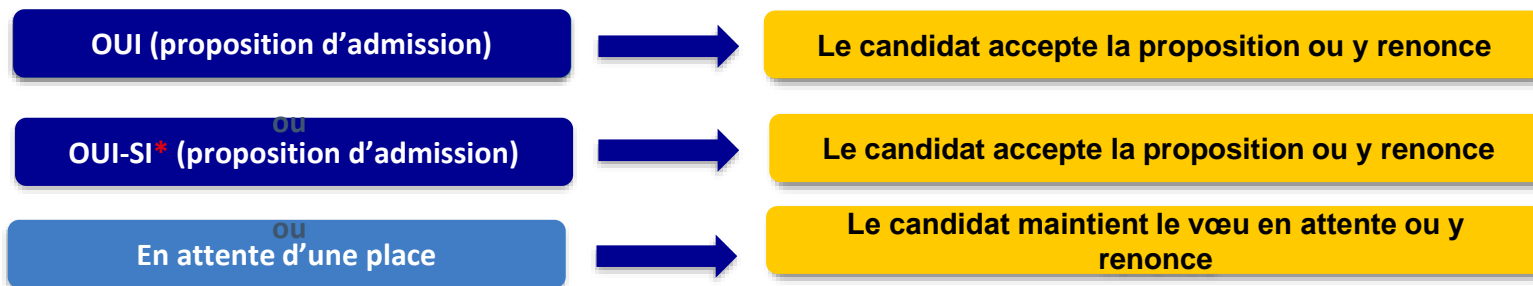 OUI (proposition d’admission)
Le candidat accepte la proposition ou y renonce
ou
OUI-SI* (proposition d’admission)
Le candidat accepte la proposition ou y renonce
ou
En attente d’une place
Le candidat maintient le vœu en attente ou y
renonce